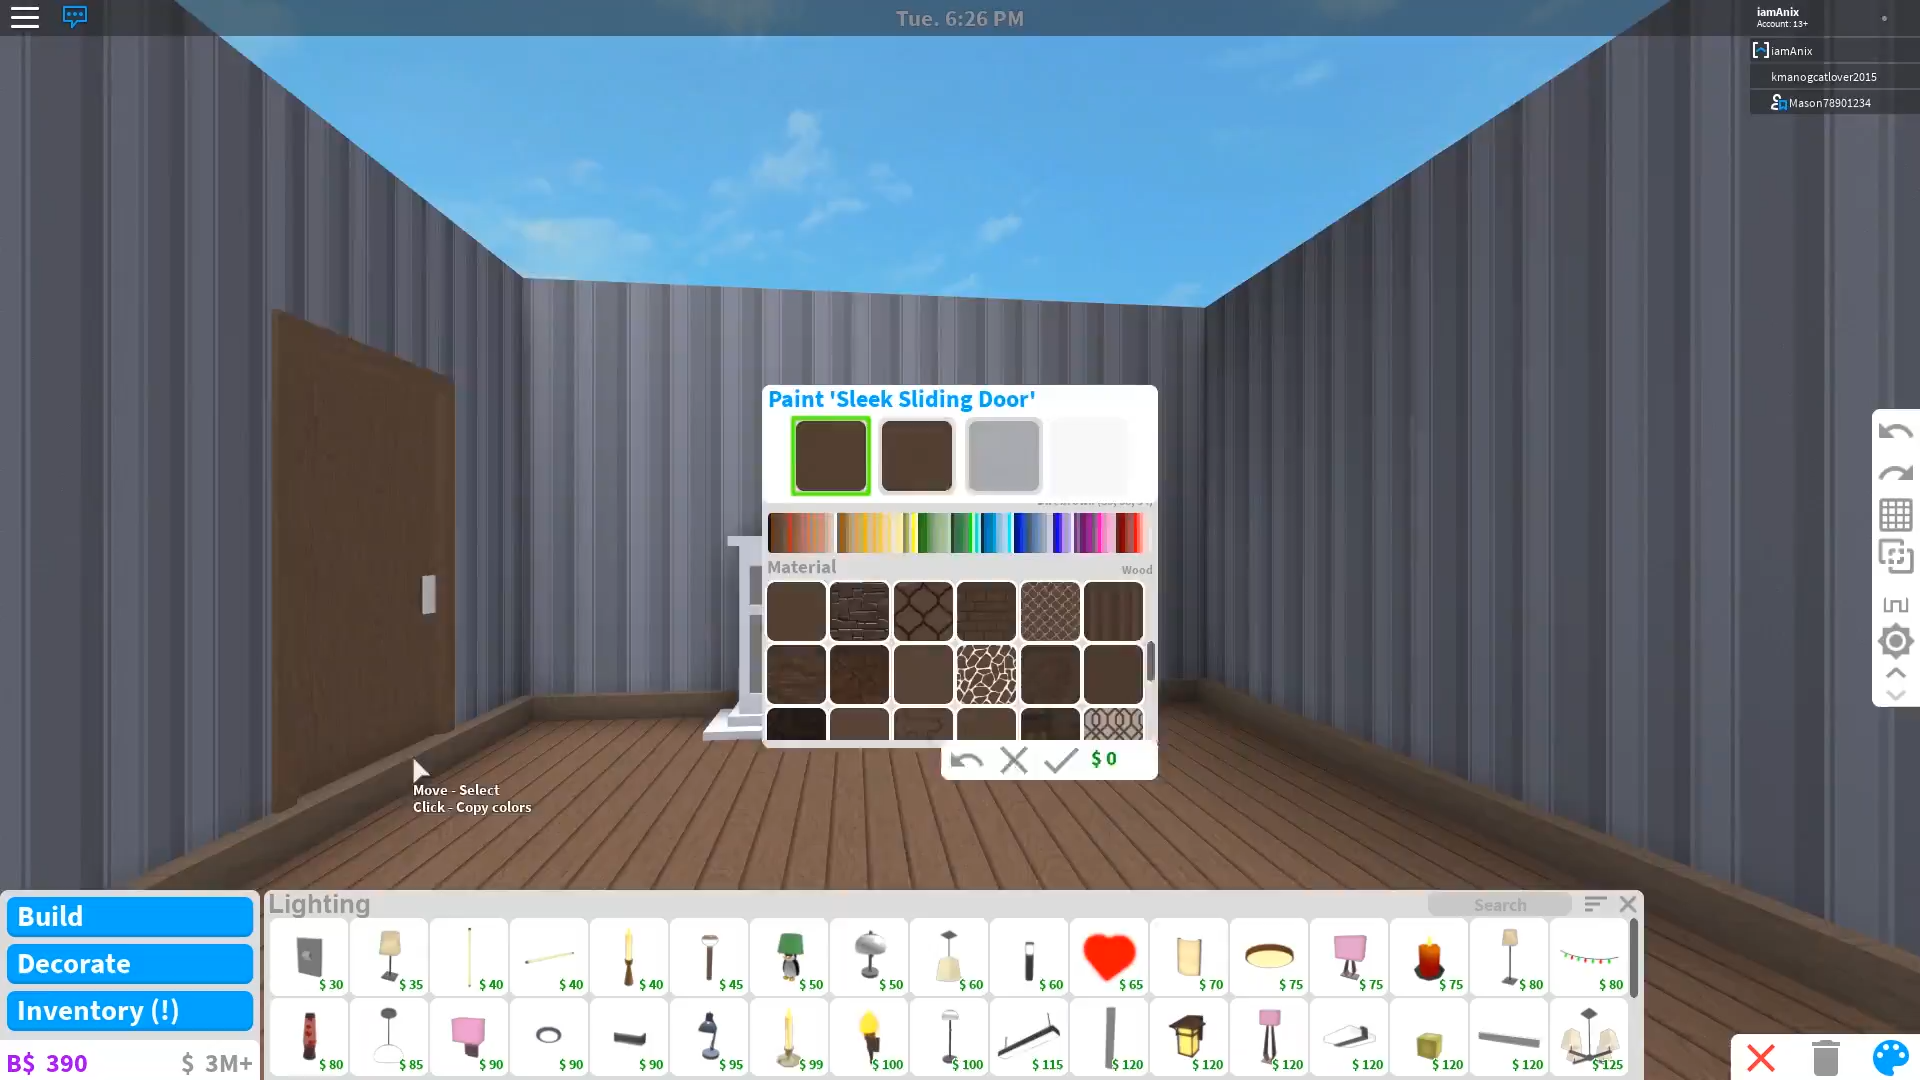 Tue. 6:26 PM
iamAnix
Account: 13+
iamAnix
kmanogcatlover2015
Mason78901234
Paint 'Sleek Sliding Door'
Material
Wood
$ 0
Move - Select
Click - Copy colors
Build
Decorate
Inventory (!)
B$ 390
$ 3M+
Lighting
Search
$ 30
$ 35
$ 40
$ 40
$ 40
$ 45
$ 50
$ 50
$ 60
$ 60
$ 65
$ 70
$ 75
$ 75
$ 75
$ 80
$ 80
$ 80
$ 85
$ 90
$ 90
$ 90
$ 95
$ 99
$ 100
$ 100
$ 115
$ 120
$ 120
$ 120
$ 120
$ 120
$ 120
$ 125